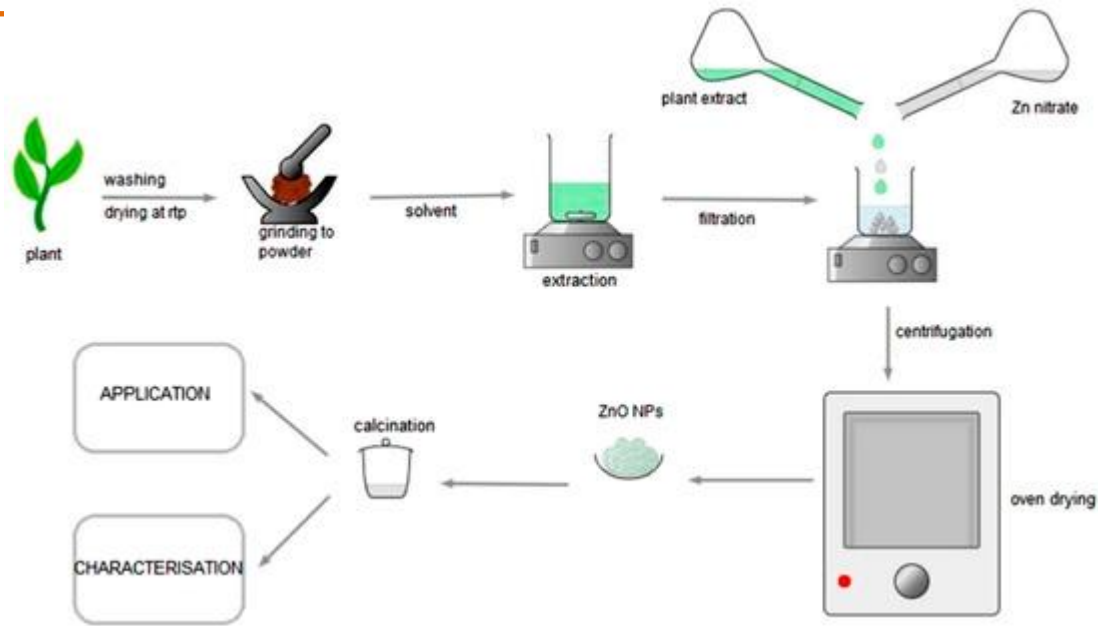 plant extract
Zn nitrate
washing
drying at rtp
plant
grinding to
powder
solvent
extraction
filtration
centrifugation
oven drying
ZnO NPs
calcination
APPLICATION
CHARACTERISATION